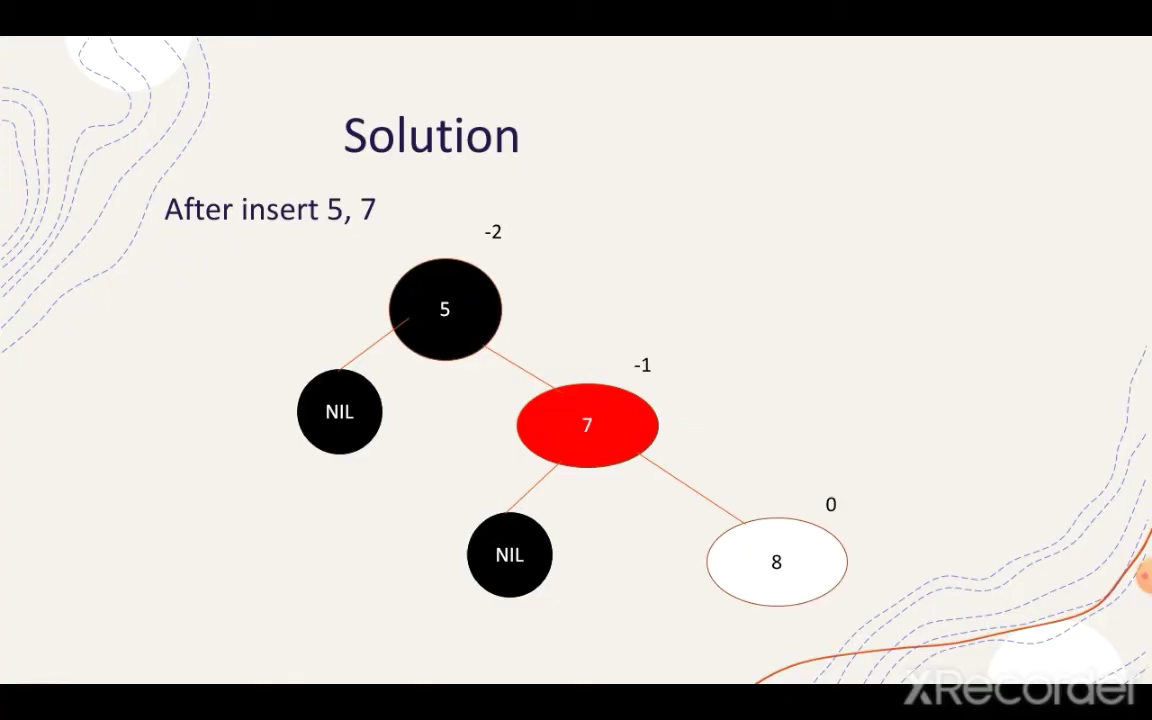 Solution
After insert 5, 7
-2
5
-1
NIL
7
0
NIL
8
XRecorder